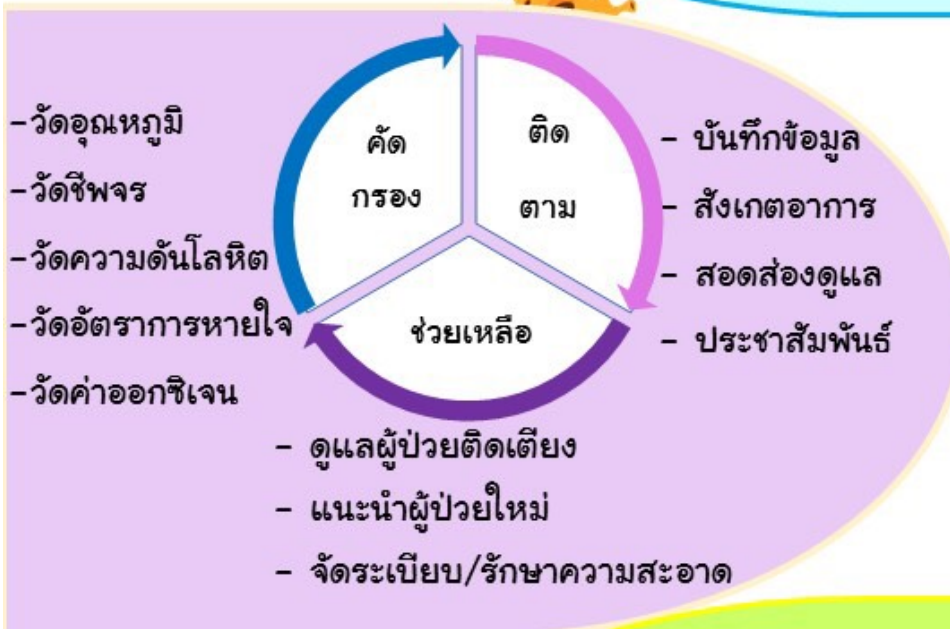 คัด
กรอง
ติด
ตาม
ช่วยเหลือ
-วัดอุณหภูมิ
-วัดชีพจร
-วัดความดันโลหิต
-วัดอัตราการหายใจ
-วัดค่าออกซิเจน
- บันทึกข้อมูล
- สังเกตอาการ
- สอดส่องดูแล
- ประชาสัมพันธ์
- ดูแลผู้ป่วยติดเตียง
- แนะนำผู้ป่วยใหม่
- จัดระเบียบ/รักษาความสะอาด